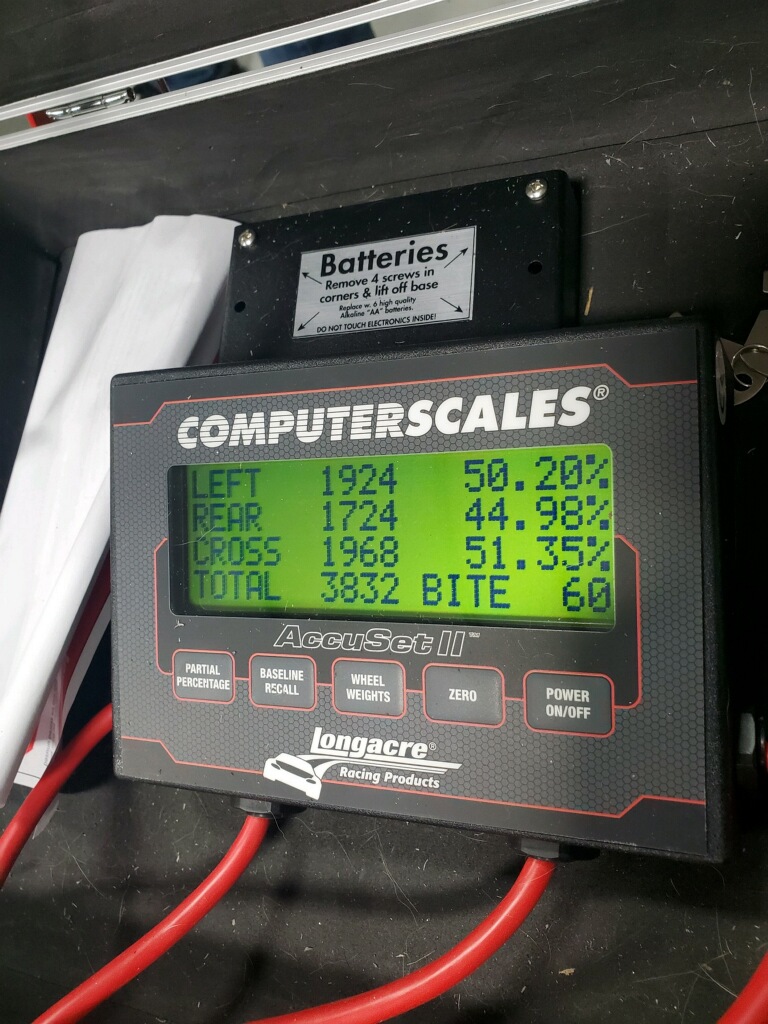 Batteries
Remove 4 screws in
corners & lift off base
Replace w. 6 high quality
Alkaline "AA" batteries.
DO NOT TOUCH ELECTRONICS INSIDE!
COMPUTERSCALES®
LEFT 1924 50.20%
REAR 1724 44.98%
CROSS 1968 51.35%
TOTAL 3832 BITE 60
AccuSet II™
PARTIAL
PERCENTAGE
BASELINE
RECALL
WHEEL
WEIGHTS
ZERO
POWER
ON/OFF
Longacre®
Racing Products